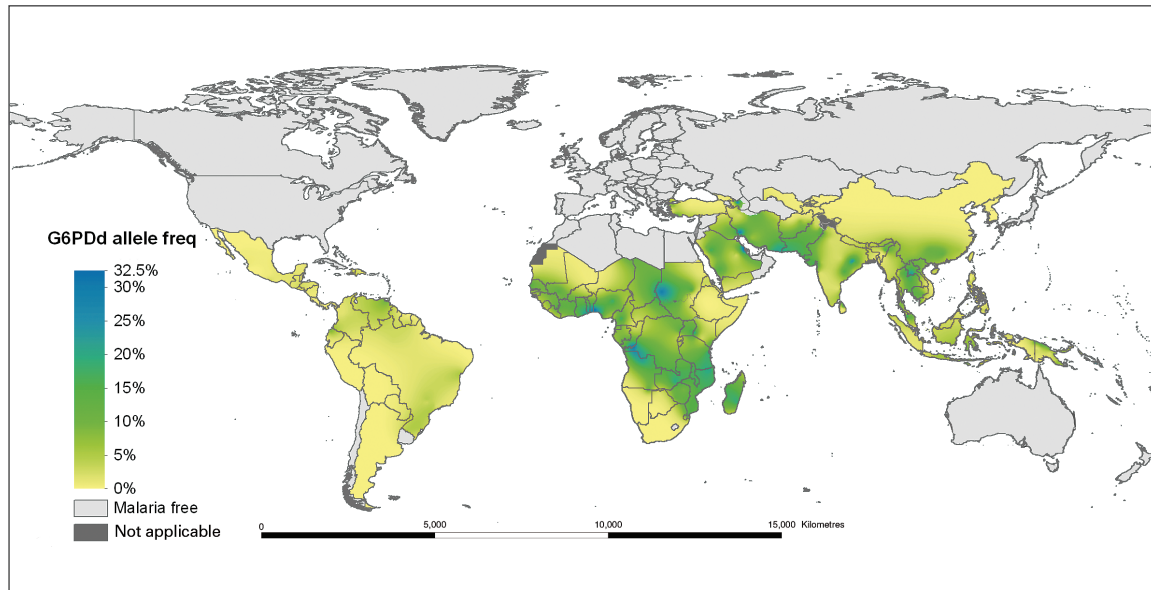 G6PDd allele freq
32.5%
30%
25%
20%
15%
10%
5%
0%
Malaria free
Not applicable
0 5,000 10,000 15,000 Kilometres